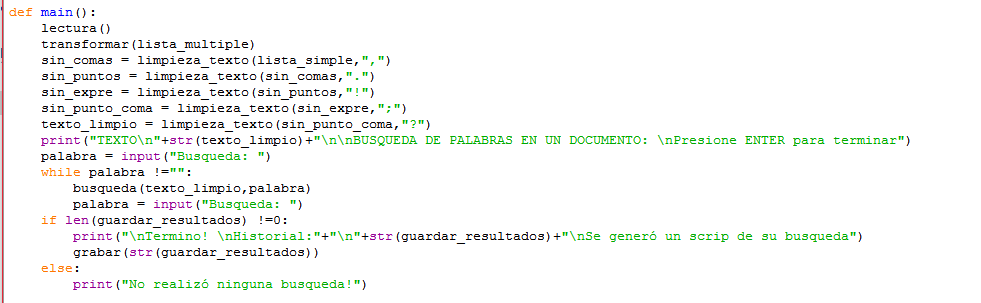 def main():
    lectura()
    transformar(lista_multiple)
    sin_comas = limpieza_texto(lista_simple,",")
    sin_puntos = limpieza_texto(sin_comas,".")
    sin_expre = limpieza_texto(sin_puntos,"!")
    sin_punto_coma = limpieza_texto(sin_expre,";")
    texto_limpio = limpieza_texto(sin_punto_coma,"?")
    print("TEXTO\n"+str(texto_limpio)+"\n\nBUSQUEDA DE PALABRAS EN UN DOCUMENTO: \nPresione ENTER para terminar")
    palabra = input("Busqueda: ")
    while palabra !="":
        busqueda(texto_limpio,palabra)
        palabra = input("Busqueda: ")
    if len(guardar_resultados) !=0:
        print("\nTermino! \nHistorial:"+"\n"+str(guardar_resultados)+"\nSe generó un scrip de su busqueda")
        grabar(str(guardar_resultados))
    else:
        print("No realizó ninguna busqueda!")